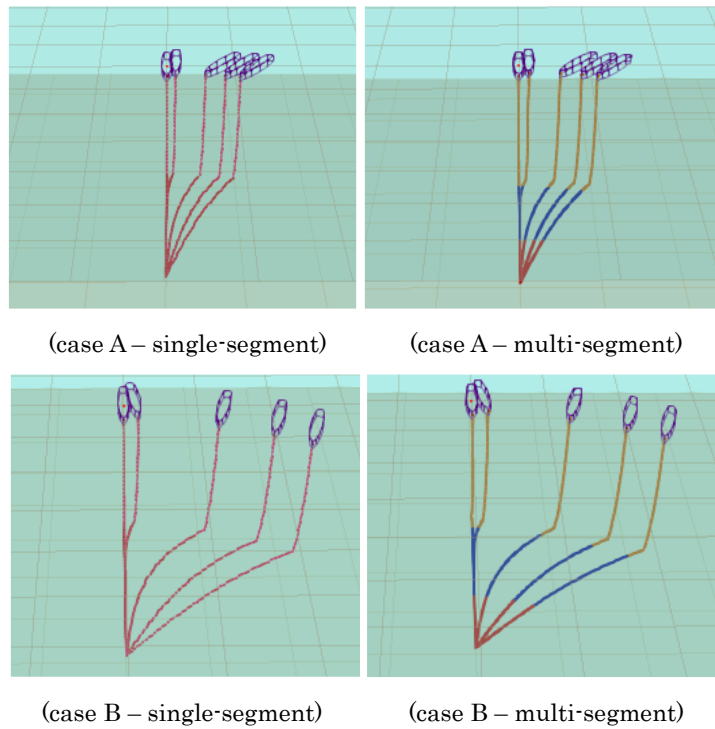 (case A – single-segment)
(case A – multi-segment)
(case B – single-segment)
(case B – multi-segment)